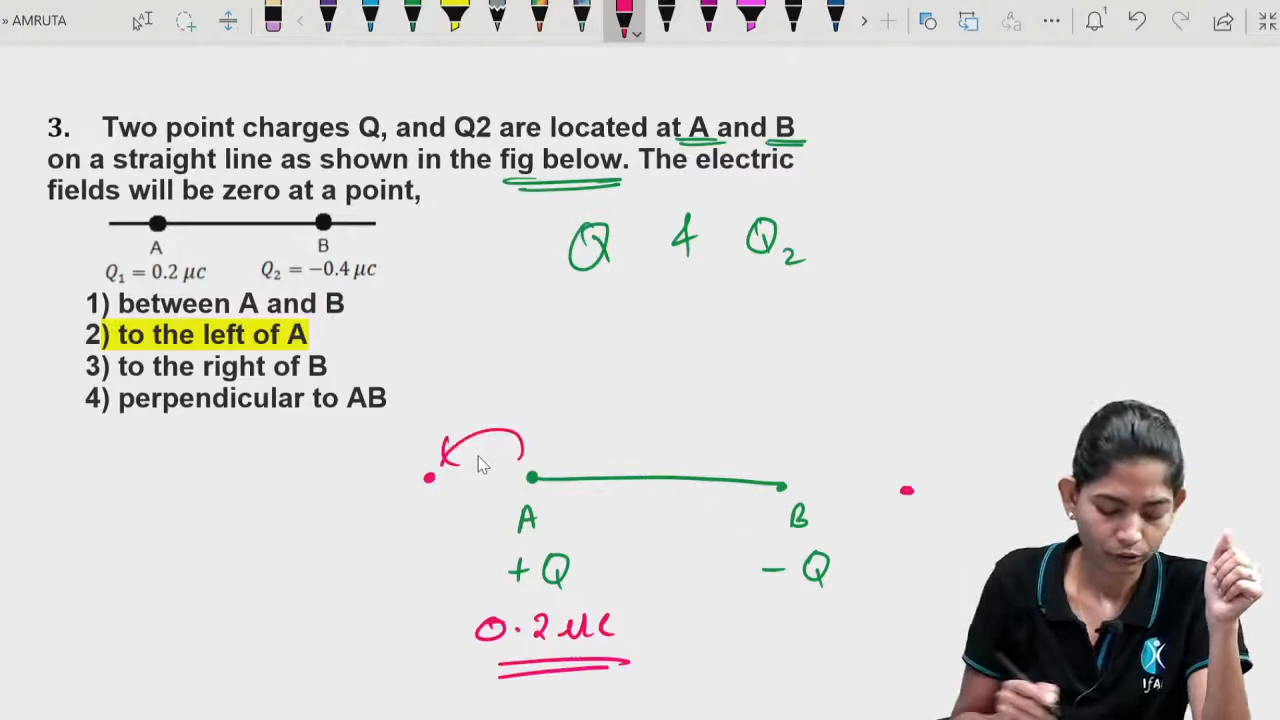 » AMRUTA
3. Two point charges Q, and Q2 are located at A and B
on a straight line as shown in the fig below. The electric
fields will be zero at a point,
A B
Q₁ = 0.2 μc Q₂ = −0.4 μc
1) between A and B
2) to the left of A
3) to the right of B
4) perpendicular to AB
Q & Q₂
A B
+ Q − Q
0.2 μC